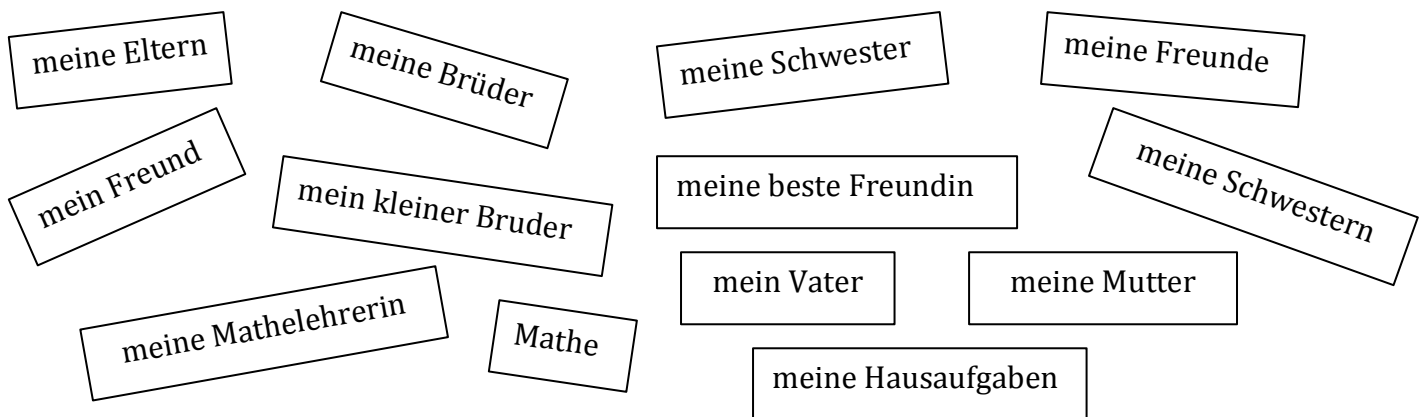 meine Eltern
meine Brüder
meine Schwester
meine Freunde
mein Freund
mein kleiner Bruder
meine beste Freundin
meine Schwestern
mein Vater
meine Mutter
meine Mathelehrerin
Mathe
meine Hausaufgaben